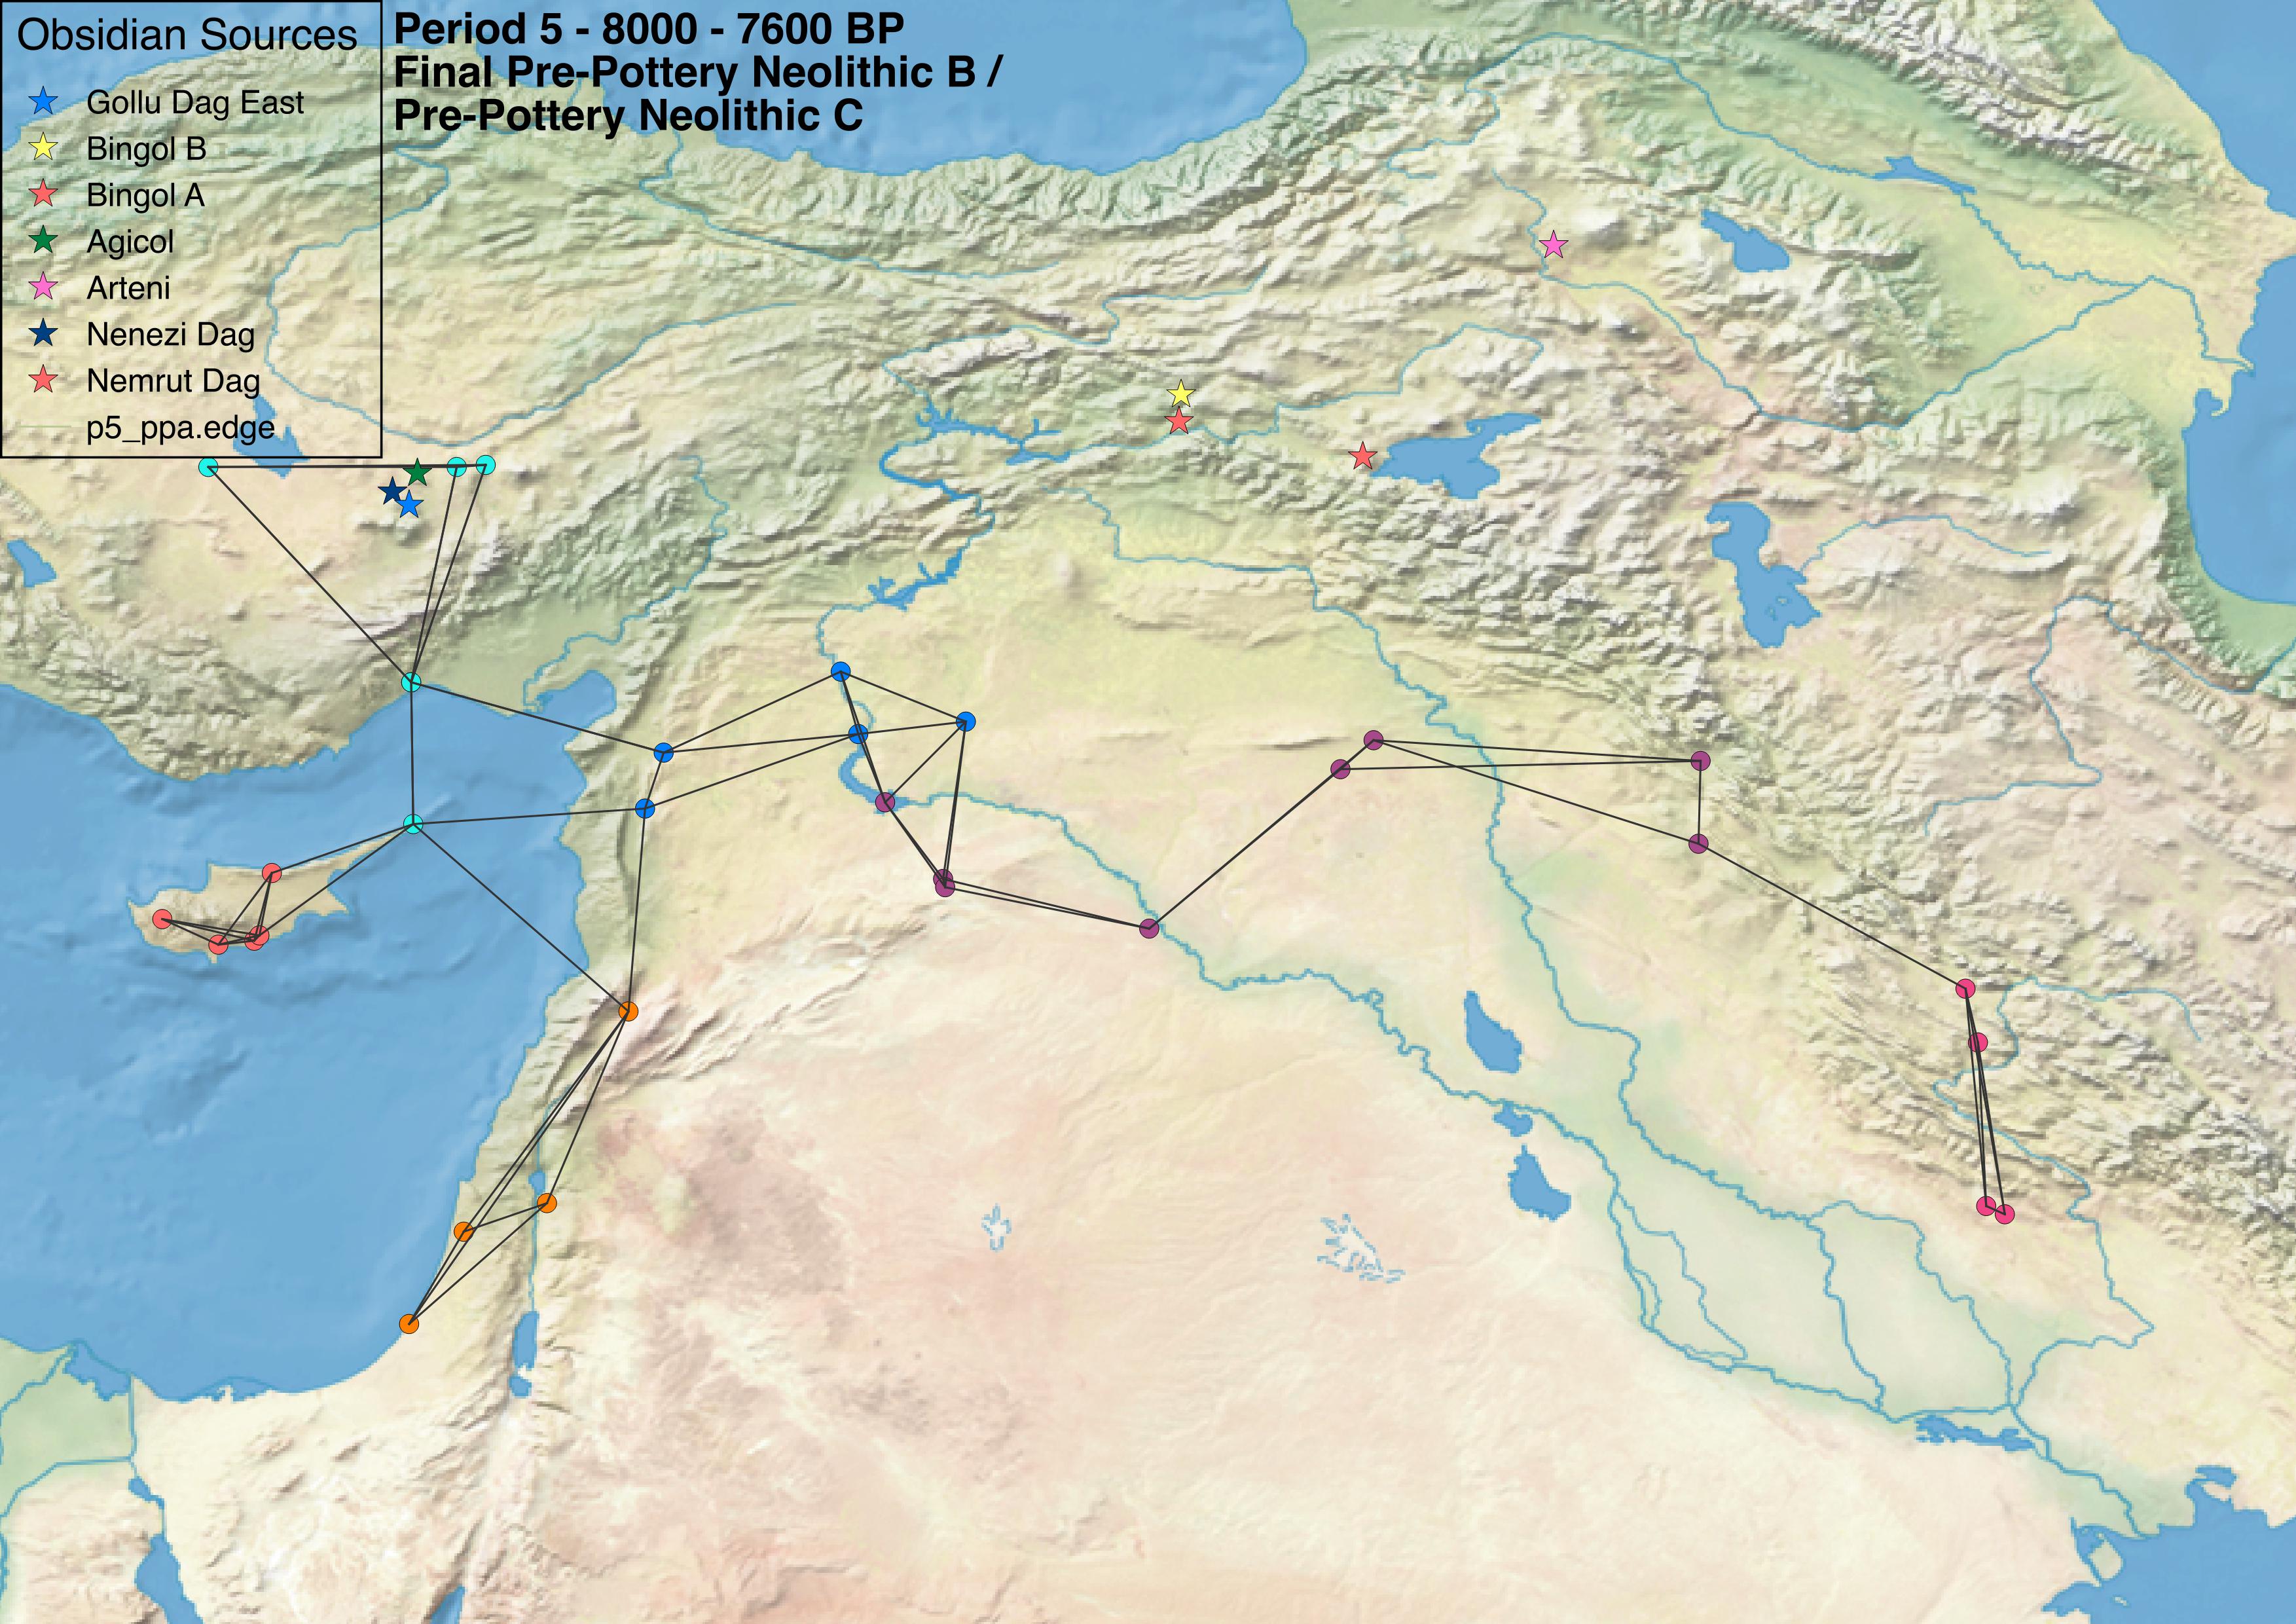 Obsidian Sources
Gollu Dag East
Bingol B
Bingol A
Agicol
Arteni
Nenezi Dag
Nemrut Dag
p5_ppa.edge
Period 5 - 8000 - 7600 BP
Final Pre-Pottery Neolithic B /
Pre-Pottery Neolithic C